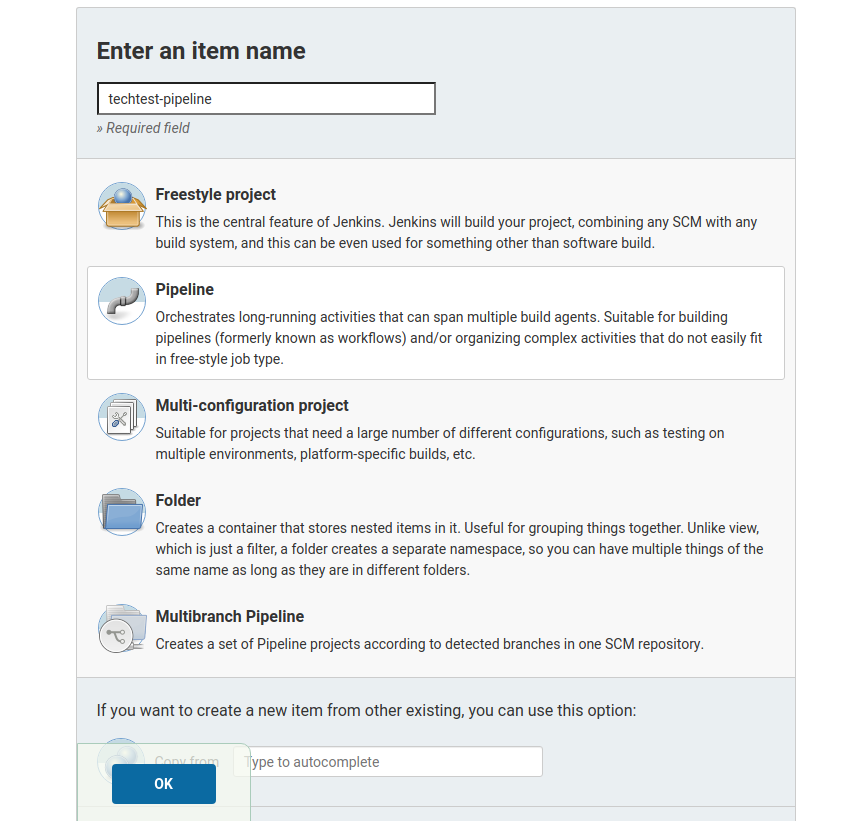 Enter an item name
techtest-pipeline
» Required field
Freestyle project
This is the central feature of Jenkins. Jenkins will build your project, combining any SCM with any
build system, and this can be even used for something other than software build.
Pipeline
Orchestrates long-running activities that can span multiple build agents. Suitable for building
pipelines (formerly known as workflows) and/or organizing complex activities that do not easily fit
in free-style job type.
Multi-configuration project
Suitable for projects that need a large number of different configurations, such as testing on
multiple environments, platform-specific builds, etc.
Folder
Creates a container that stores nested items in it. Useful for grouping things together. Unlike view,
which is just a filter, a folder creates a separate namespace, so you can have multiple things of the
same name as long as they are in different folders.
Multibranch Pipeline
Creates a set of Pipeline projects according to detected branches in one SCM repository.
If you want to create a new item from other existing, you can use this option:
Copy from Type to autocomplete
OK